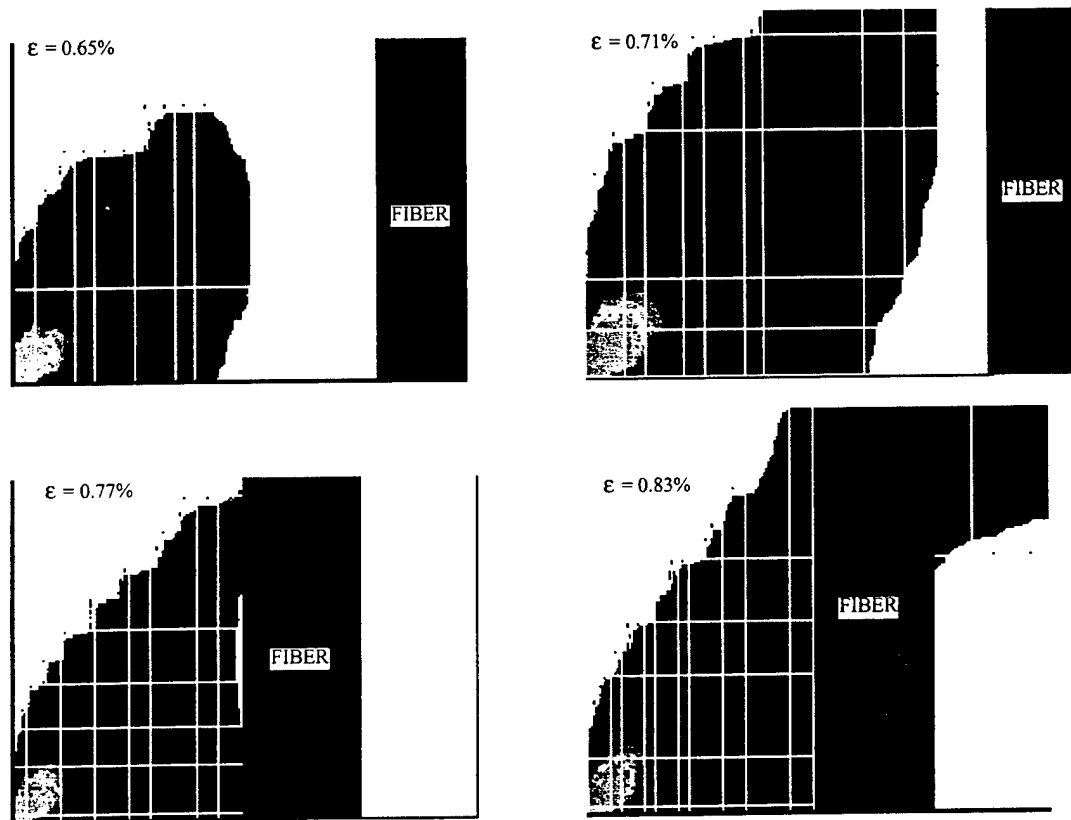 ε = 0.65%
FIBER
ε = 0.71%
FIBER
ε = 0.77%
FIBER
ε = 0.83%
FIBER